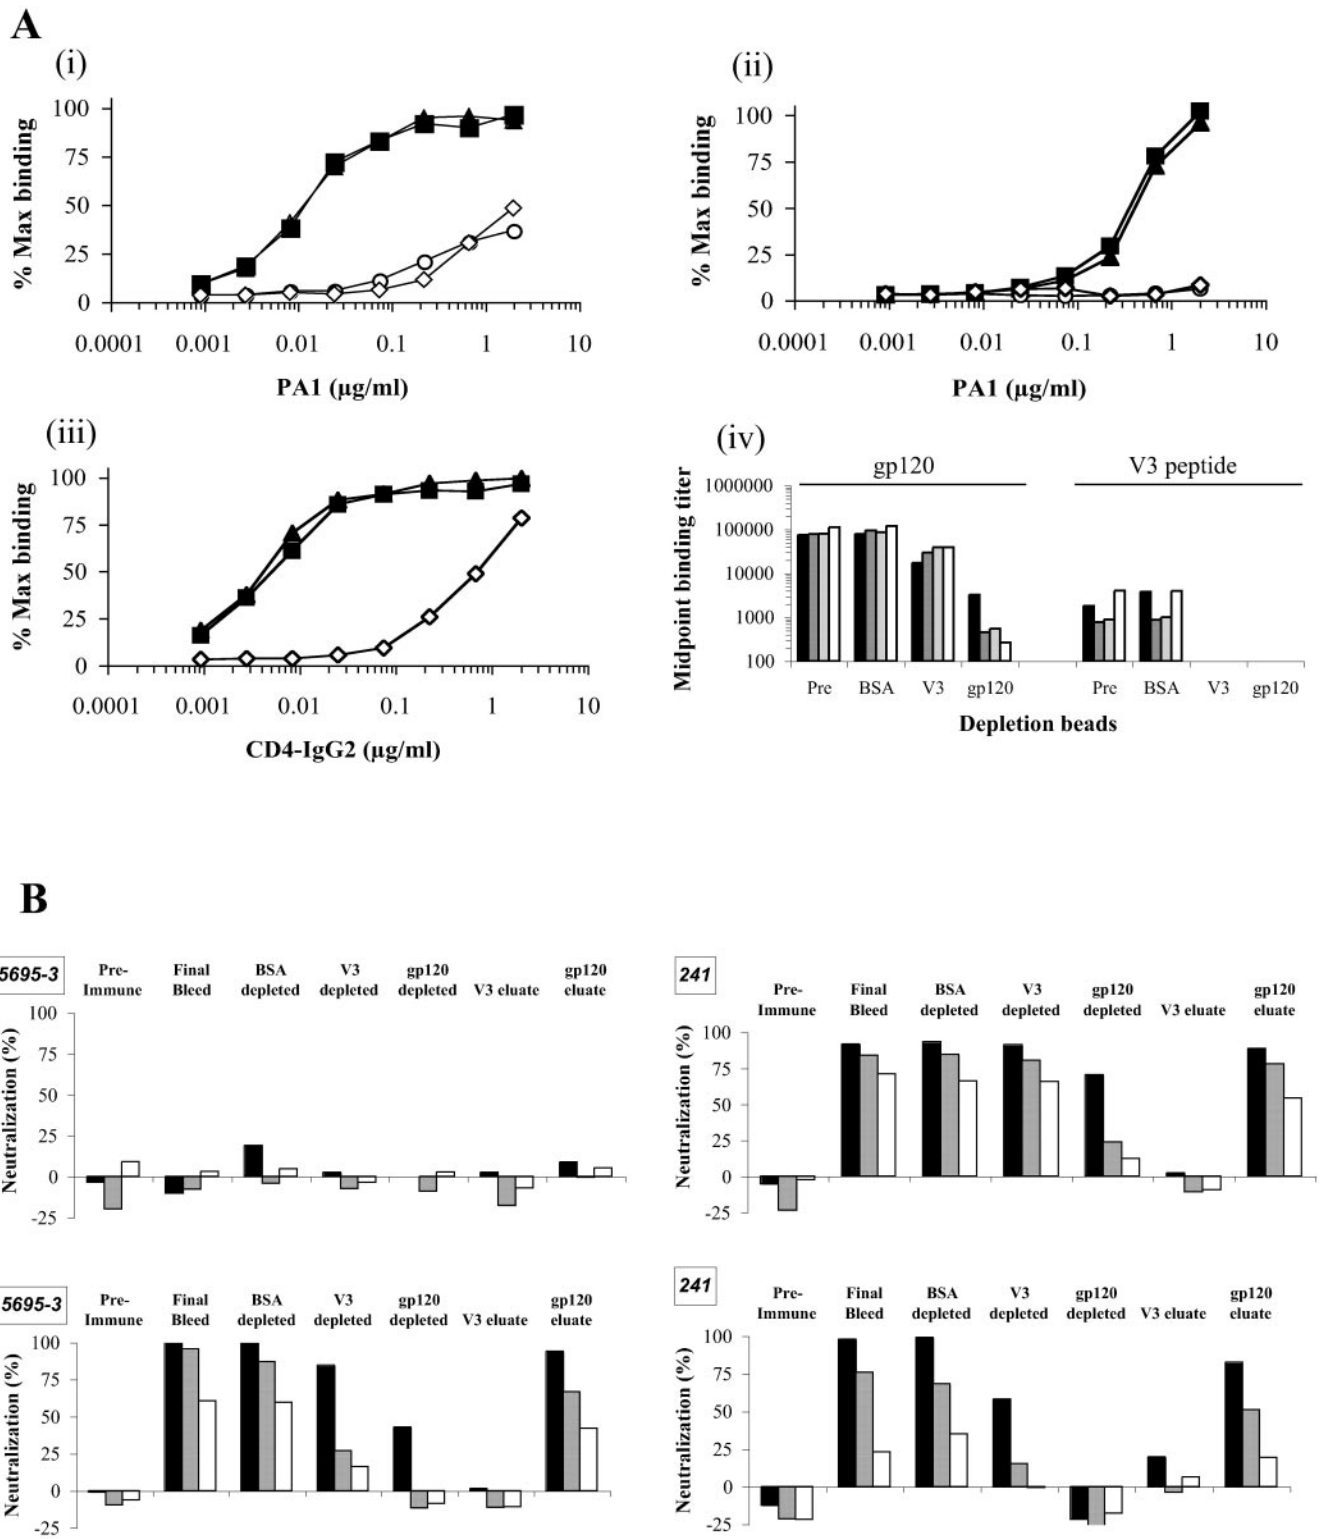 A
(i)
% Max binding
100
75
50
25
0
0.0001 0.001 0.01 0.1 1 10
PA1 (µg/ml)
(ii)
% Max binding
100
75
50
25
0
0.0001 0.001 0.01 0.1 1 10
PA1 (µg/ml)
(iii)
% Max binding
100
75
50
25
0
0.0001 0.001 0.01 0.1 1 10
CD4-IgG2 (µg/ml)
(iv)
gp120 V3 peptide
Midpoint binding titer
1000000
100000
10000
1000
100
Pre BSA V3 gp120 Pre BSA V3 gp120
Depletion beads
B
5695-3
Pre- Final BSA V3 gp120 gp120
Immune Bleed depleted depleted depleted V3 eluate eluate
Neutralization (%)
100
75
50
25
0
-25
241
Pre- Final BSA V3 gp120 gp120
Immune Bleed depleted depleted depleted V3 eluate eluate
Neutralization (%)
100
75
50
25
0
-25
5695-3
Pre- Final BSA V3 gp120 gp120
Immune Bleed depleted depleted depleted V3 eluate eluate
Neutralization (%)
100
75
50
25
0
-25
241
Pre- Final BSA V3 gp120 gp120
Immune Bleed depleted depleted depleted V3 eluate eluate
Neutralization (%)
100
75
50
25
0
-25